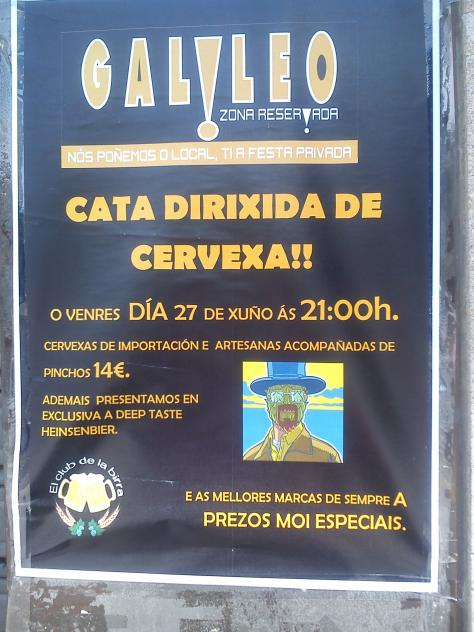 GALILEO
ZONA RESERVADA
NÓS POÑEMOS O LOCAL, TI A FESTA PRIVADA
CATA DIRIXIDA DE
CERVEXA!!
O VENRES DÍA 27 DE XUÑO ÁS 21:00h.
CERVEXAS DE IMPORTACIÓN E ARTESANAS ACOMPAÑADAS DE
PINCHOS 14€.
ADEMAIS PRESENTAMOS EN
EXCLUSIVA A DEEP TASTE
HEINSENBIER.
El club de la birra
E AS MELLORES MARCAS DE SEMPRE A
PREZOS MOI ESPECIAIS.